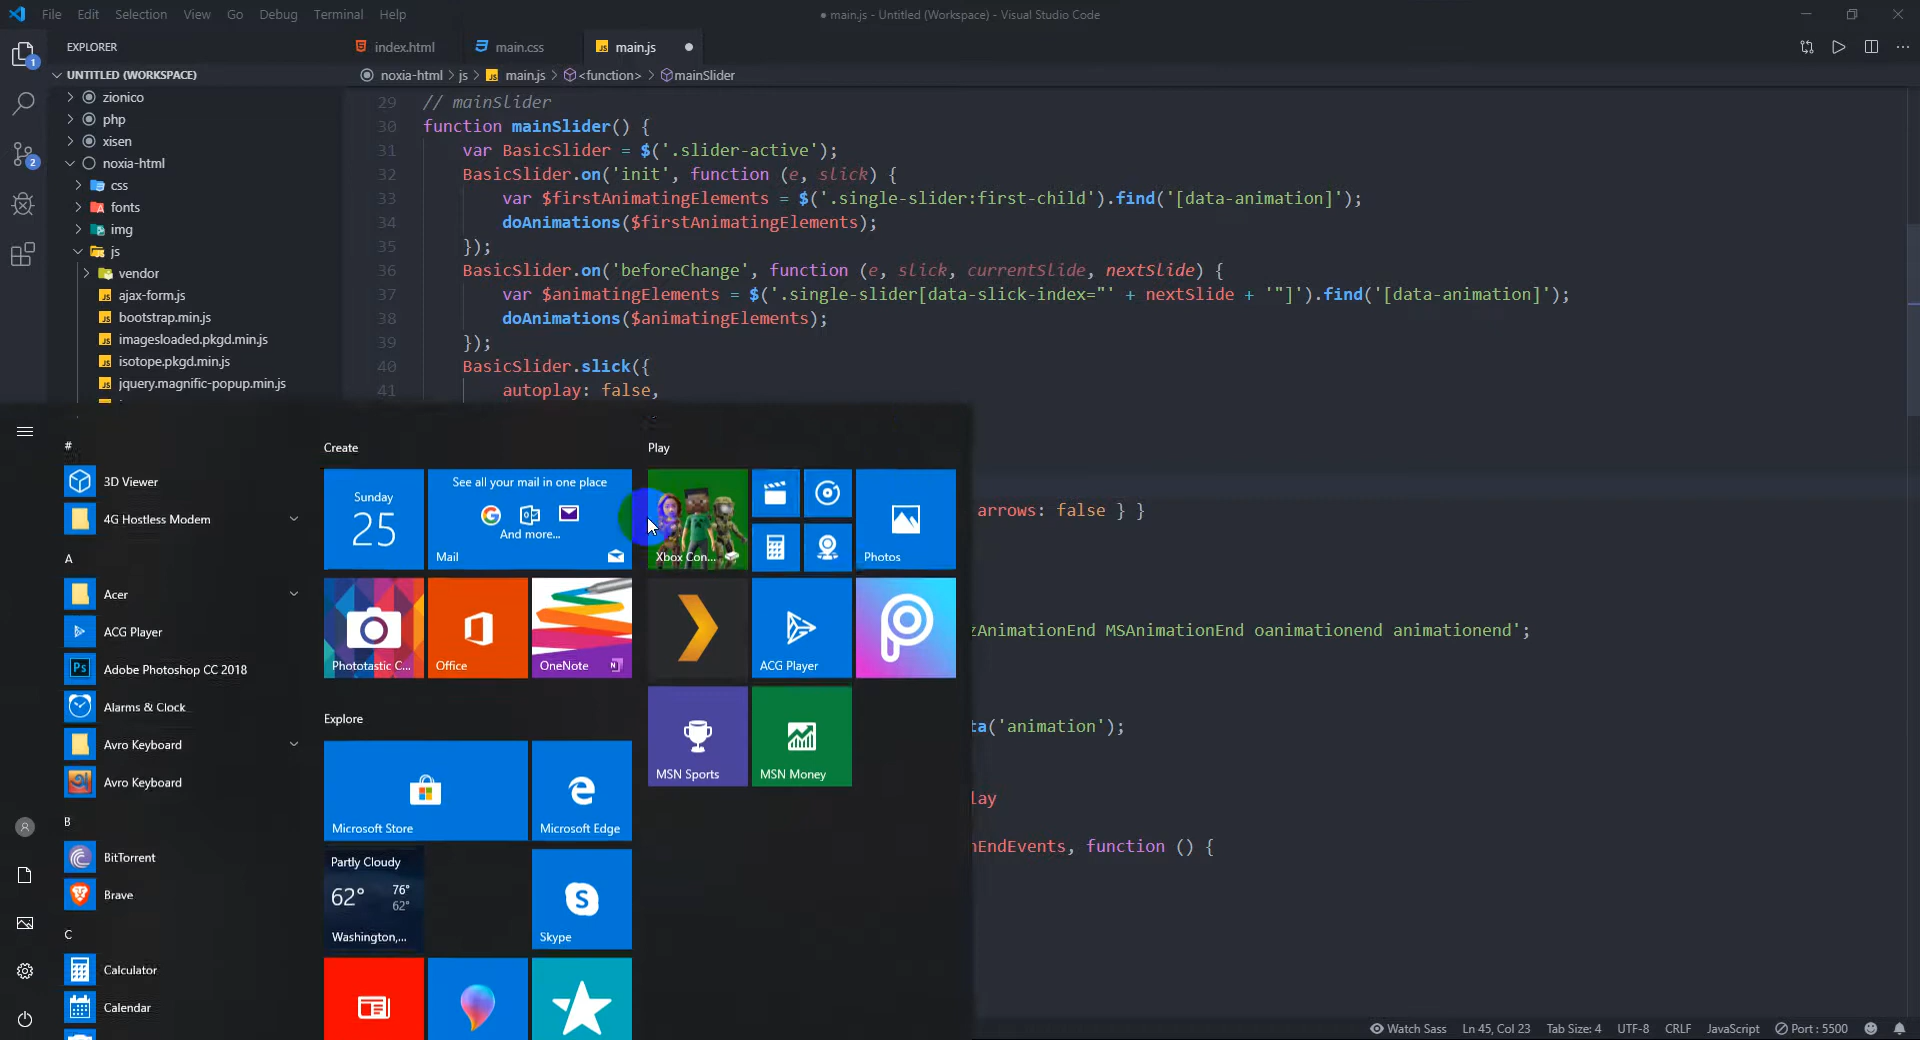 File Edit Selection View Go Debug Terminal Help
● main.js - Untitled (Workspace) - Visual Studio Code
EXPLORER
index.html
main.css
main.js
UNTITLED (WORKSPACE)
noxia-html > js > main.js > <function> > mainSlider
1
2
zionico
php
xisen
noxia-html
css
fonts
img
js
vendor
ajax-form.js
bootstrap.min.js
imagesloaded.pkgd.min.js
isotope.pkgd.min.js
jquery.magnific-popup.min.js
29 // mainSlider
30 function mainSlider() {
31 var BasicSlider = $('.slider-active');
32 BasicSlider.on('init', function (e, slick) {
33 var $firstAnimatingElements = $('.single-slider:first-child').find('[data-animation]');
34 doAnimations($firstAnimatingElements);
35 });
36 BasicSlider.on('beforeChange', function (e, slick, currentSlide, nextSlide) {
37 var $animatingElements = $('.single-slider[data-slick-index="' + nextSlide + '"]').find('[data-animation]');
38 doAnimations($animatingElements);
39 });
40 BasicSlider.slick({
41 autoplay: false,
arrows: false } }
zAnimationEnd MSAnimationEnd oanimationend animationend';
ta('animation');
lay
nEndEvents, function () {
#
3D Viewer
4G Hostless Modem
A
Acer
ACG Player
Ps Adobe Photoshop CC 2018
Alarms & Clock
Avro Keyboard
Avro Keyboard
B
BitTorrent
Brave
C
Calculator
Calendar
Create
Sunday
25
See all your mail in one place
And more...
Mail
Phototastic C...
Office
OneNote
Explore
Microsoft Store
Microsoft Edge
Partly Cloudy
62° 76°
62°
Washington,...
Skype
Play
Xbox Con...
Photos
ACG Player
MSN Sports
MSN Money
Watch Sass Ln 45, Col 23 Tab Size: 4 UTF-8 CRLF JavaScript Port : 5500